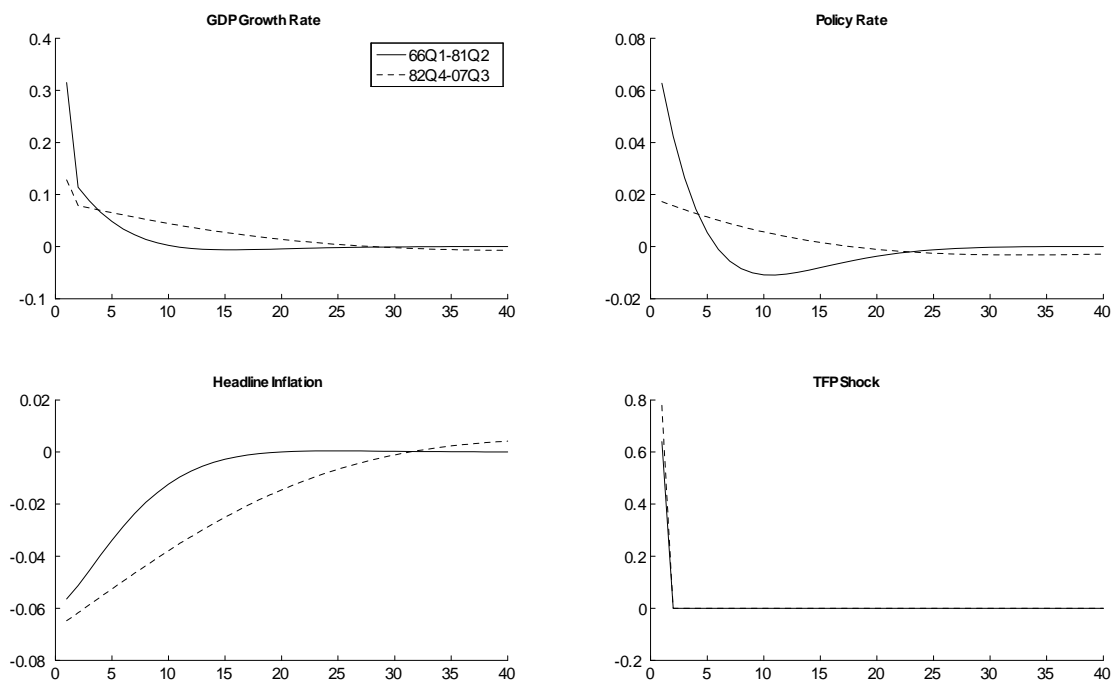 GDP Growth Rate
0.4
0.3
0.2
0.1
0
-0.1
0 5 10 15 20 25 30 35 40
66Q1-81Q2
82Q4-07Q3
Policy Rate
0.08
0.06
0.04
0.02
0
-0.02
0 5 10 15 20 25 30 35 40
Headline Inflation
0.02
0
-0.02
-0.04
-0.06
-0.08
0 5 10 15 20 25 30 35 40
TFP Shock
0.8
0.6
0.4
0.2
0
-0.2
0 5 10 15 20 25 30 35 40